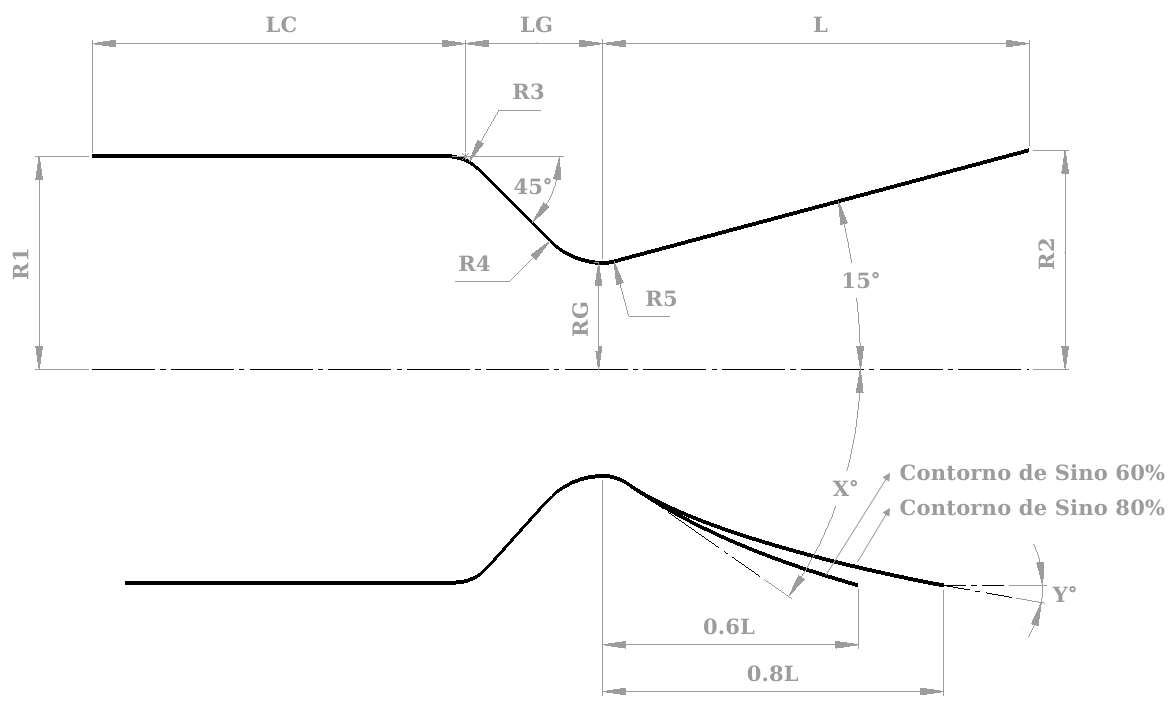 LC
LG
L
R3
45°
R1
R4
R5
RG
15°
R2
Contorno de Sino 60%
X°
Contorno de Sino 80%
Y°
0.6L
0.8L